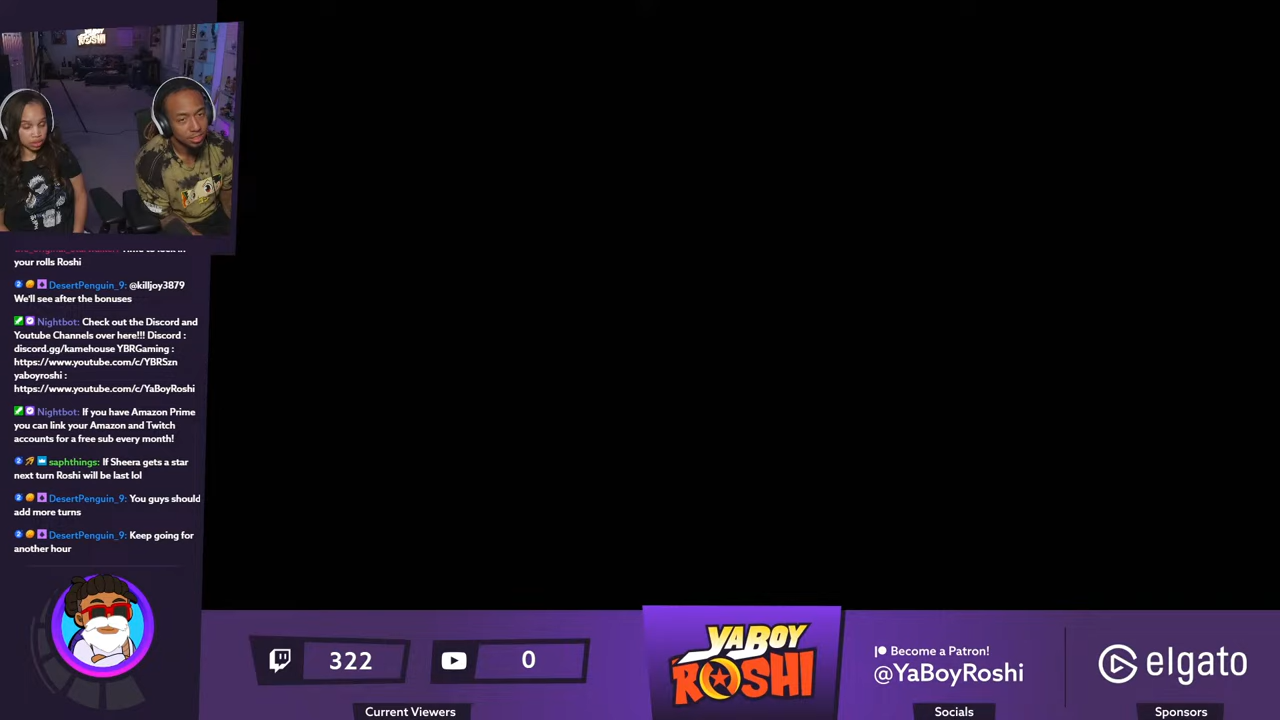 YABOY
ROSHI
your rolls Roshi
DesertPenguin_9: @killjoy3879
We'll see after the bonuses
Nightbot: Check out the Discord and
Youtube Channels over here!!! Discord :
discord.gg/kamehouse YBRGaming :
https://www.youtube.com/c/YBRSzn
yaboyroshi :
https://www.youtube.com/c/YaBoyRoshi
Nightbot: If you have Amazon Prime
you can link your Amazon and Twitch
accounts for a free sub every month!
saphthings: If Sheera gets a star
next turn Roshi will be last lol
DesertPenguin_9: You guys should
add more turns
DesertPenguin_9: Keep going for
another hour
322
0
Current Viewers
YABOY
ROSHI
Become a Patron!
@YaBoyRoshi
Socials
elgato
Sponsors